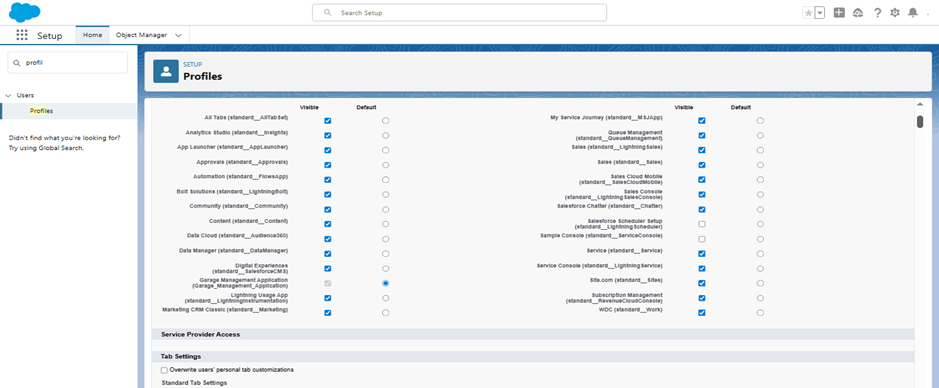 Search Setup
Setup
Home
Object Manager
profil
Users
Profiles
Didn't find what you're looking for?
Try using Global Search.
SETUP
Profiles
Visible
Default
All Tabs (standard__AllTabSet)
Analytics Studio (standard__Insights)
App Launcher (standard__AppLauncher)
Approvals (standard__Approvals)
Automation (standard__FlowsApp)
Bolt Solutions (standard__LightningBolt)
Community (standard__Community)
Content (standard__Content)
Data Cloud (standard__Audience360)
Data Manager (standard__DataManager)
Digital Experiences
(standard__SalesforceCMS)
Garage Management Application
(Garage_Management_Application)
Lightning Usage App
(standard__LightningInstrumentation)
Marketing CRM Classic (standard__Marketing)
Visible
Default
My Service Journey (standard__MSJApp)
Queue Management
(standard__QueueManagement)
Sales (standard__LightningSales)
Sales (standard__Sales)
Sales Cloud Mobile
(standard__SalesCloudMobile)
Sales Console
(standard__LightningSalesConsole)
Salesforce Chatter (standard__Chatter)
Salesforce Scheduler Setup
(standard__LightningScheduler)
Sample Console (standard__ServiceConsole)
Service (standard__Service)
Service Console (standard__LightningService)
Site.com (standard__Sites)
Subscription Management
(standard__RevenueCloudConsole)
WDC (standard__Work)
Service Provider Access
Tab Settings
Overwrite users' personal tab customizations
Standard Tab Settings